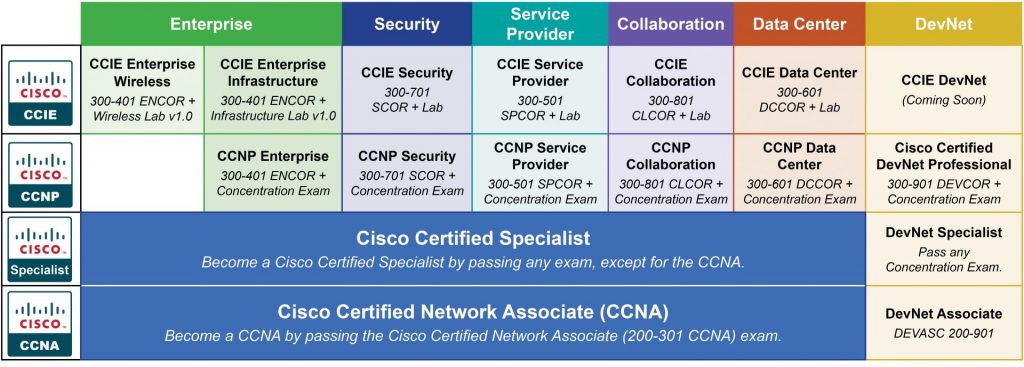 Enterprise
Security
Service
Provider
Collaboration
Data Center
DevNet
CISCO
CCIE
CCIE Enterprise
Wireless
300-401 ENCOR +
Wireless Lab v1.0
CCIE Enterprise
Infrastructure
300-401 ENCOR +
Infrastructure Lab v1.0
CCIE Security
300-701
SCOR + Lab
CCIE Service
Provider
300-501
SPCOR + Lab
CCIE
Collaboration
300-801
CLCOR + Lab
CCIE Data Center
300-601
DCCOR + Lab
CCIE DevNet
(Coming Soon)
CISCO
CCNP
CCNP Enterprise
300-401 ENCOR +
Concentration Exam
CCNP Security
300-701 SCOR +
Concentration Exam
CCNP Service
Provider
300-501 SPCOR +
Concentration Exam
CCNP
Collaboration
300-801 CLCOR +
Concentration Exam
CCNP Data
Center
300-601 DCCOR +
Concentration Exam
Cisco Certified
DevNet Professional
300-901 DEVCOR +
Concentration Exam
CISCO
Specialist
Cisco Certified Specialist
Become a Cisco Certified Specialist by passing any exam, except for the CCNA.
DevNet Specialist
Pass any
Concentration Exam.
CISCO
CCNA
Cisco Certified Network Associate (CCNA)
Become a CCNA by passing the Cisco Certified Network Associate (200-301 CCNA) exam.
DevNet Associate
DEVASC 200-901